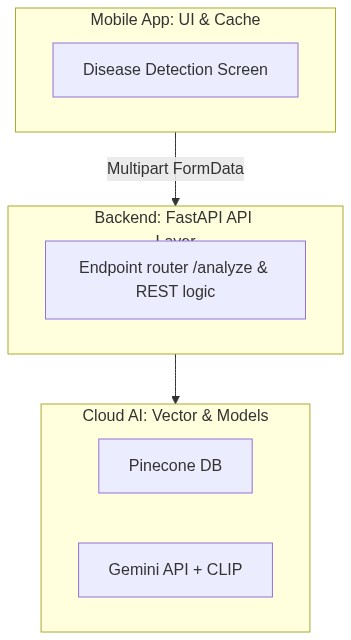 Mobile App: UI & Cache
Disease Detection Screen
Multipart FormData
Backend: FastAPI API
Layer
Endpoint router /analyze &
REST logic
Cloud AI: Vector & Models
Pinecone DB
Gemini API + CLIP